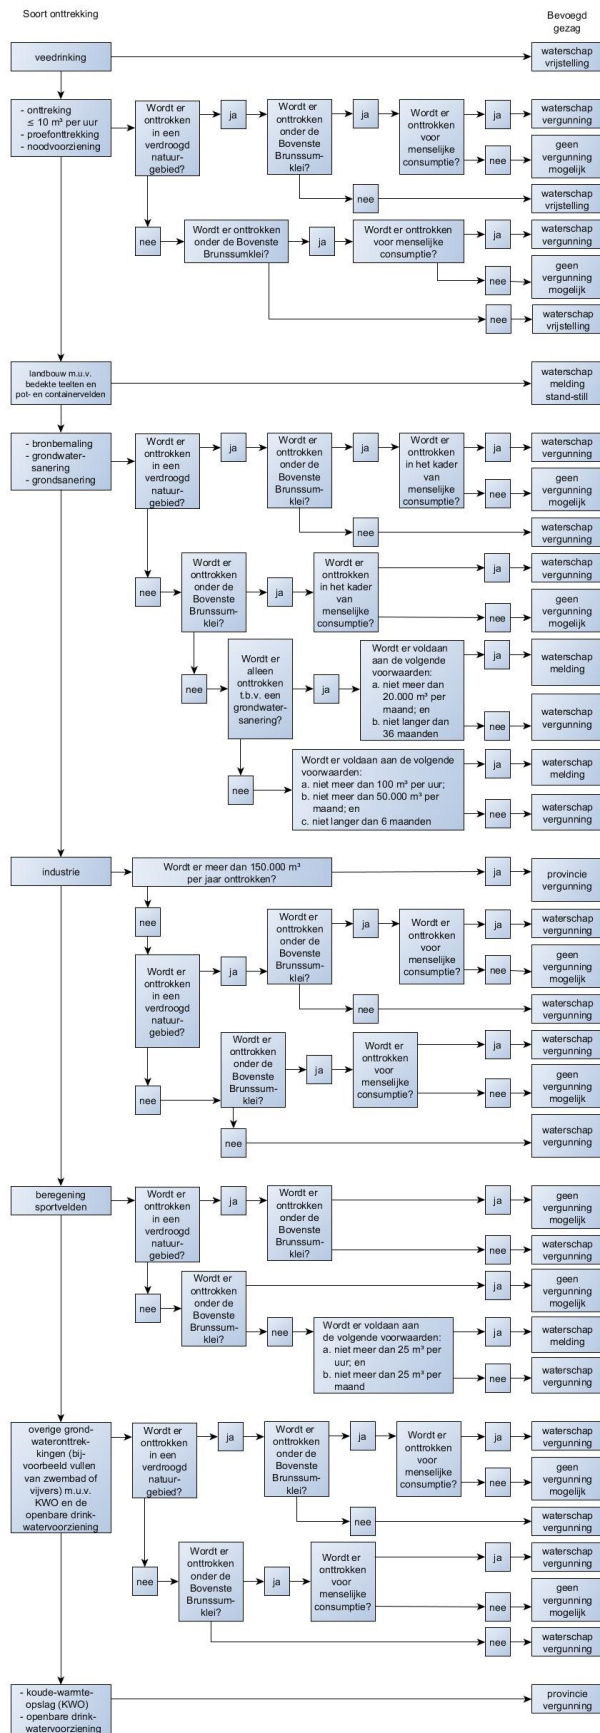 Soort onttrekking
Bevoegd
gezag
veedrinking
waterschap
vrijstelling
- onttreking
≤ 10 m³ per uur
- proefonttrekking
- noodvoorziening
Wordt er
onttrokken
in een
verdroogd
natuur-
gebied?
ja
Wordt er
onttrokken
onder de
Bovenste
Brunssum-
klei?
ja
Wordt er
onttrokken
voor
menselijke
consumptie?
ja
waterschap
vergunning
nee
geen
vergunning
mogelijk
nee
waterschap
vrijstelling
nee
Wordt er onttrokken
onder de Bovenste
Brunssumklei?
ja
Wordt er onttrokken
voor menselijke
consumptie?
ja
waterschap
vergunning
nee
geen
vergunning
mogelijk
nee
waterschap
vrijstelling
landbouw m.u.v.
bedekte teelten en
pot- en containervelden
waterschap
melding
stand-still
- bronbemaling
- grondwater-
sanering
- grondsanering
Wordt er
onttrokken
in een
verdroogd
natuur-
gebied?
ja
Wordt er
onttrokken
onder de
Bovenste
Brunssum-
klei?
ja
Wordt er
onttrokken
in het kader
van
menselijke
consumptie?
ja
waterschap
vergunning
nee
geen
vergunning
mogelijk
nee
waterschap
vergunning
nee
Wordt er
onttrokken
onder de
Bovenste
Brunssum-
klei?
ja
Wordt er
onttrokken
in het kader
van
menselijke
consumptie?
ja
waterschap
vergunning
nee
geen
vergunning
mogelijk
nee
Wordt er
alleen
onttrokken
t.b.v. een
grondwater-
sanering?
ja
Wordt er voldaan
aan de volgende
voorwaarden:
a. niet meer dan
20.000 m³ per
maand; en
b. niet langer dan
36 maanden
ja
waterschap
melding
nee
waterschap
vergunning
nee
Wordt er voldaan aan de volgende
voorwaarden:
a. niet meer dan 100 m³ per uur;
b. niet meer dan 50.000 m³ per
maand; en
c. niet langer dan 6 maanden
ja
waterschap
melding
nee
waterschap
vergunning
industrie
Wordt er meer dan 150.000 m³
per jaar onttrokken?
ja
provincie
vergunning
nee
Wordt er
onttrokken
in een
verdroogd
natuur-
gebied?
ja
Wordt er
onttrokken
onder de
Bovenste
Brunssum-
klei?
ja
Wordt er
onttrokken
voor
menselijke
consumptie?
ja
waterschap
vergunning
nee
geen
vergunning
mogelijk
nee
waterschap
vergunning
nee
Wordt er
onttrokken
onder de
Bovenste
Brunssum-
klei?
ja
Wordt er
onttrokken
voor
menselijke
consumptie?
ja
waterschap
vergunning
nee
geen
vergunning
mogelijk
nee
waterschap
vergunning
beregening
sportvelden
Wordt er
onttrokken
in een
verdroogd
natuur-
gebied?
ja
Wordt er
onttrokken
onder de
Bovenste
Brunssum-
klei?
ja
geen
vergunning
mogelijk
nee
waterschap
vergunning
nee
Wordt er
onttrokken
onder de
Bovenste
Brunssum-
klei?
ja
geen
vergunning
mogelijk
nee
Wordt er voldaan aan
de volgende voorwaarden:
a. niet meer dan 25 m³ per
uur; en
b. niet meer dan 25 m³ per
maand
ja
waterschap
melding
nee
waterschap
vergunning
overige grond-
wateronttrek-
kingen (bij-
voorbeeld vullen
van zwembad of
vijvers) m.u.v.
KWO en de
openbare drink-
watervoorziening
Wordt er
onttrokken
in een
verdroogd
natuur-
gebied?
ja
Wordt er
onttrokken
onder de
Bovenste
Brunssum-
klei?
ja
Wordt er
onttrokken
voor
menselijke
consumptie?
ja
waterschap
vergunning
nee
geen
vergunning
mogelijk
nee
waterschap
vergunning
nee
Wordt er
onttrokken
onder de
Bovenste
Brunssum-
klei?
ja
Wordt er
onttrokken
voor
menselijke
consumptie?
ja
waterschap
vergunning
nee
geen
vergunning
mogelijk
nee
waterschap
vergunning
- koude-warmte-
opslag (KWO)
- openbare drink-
watervoorziening
provincie
vergunning